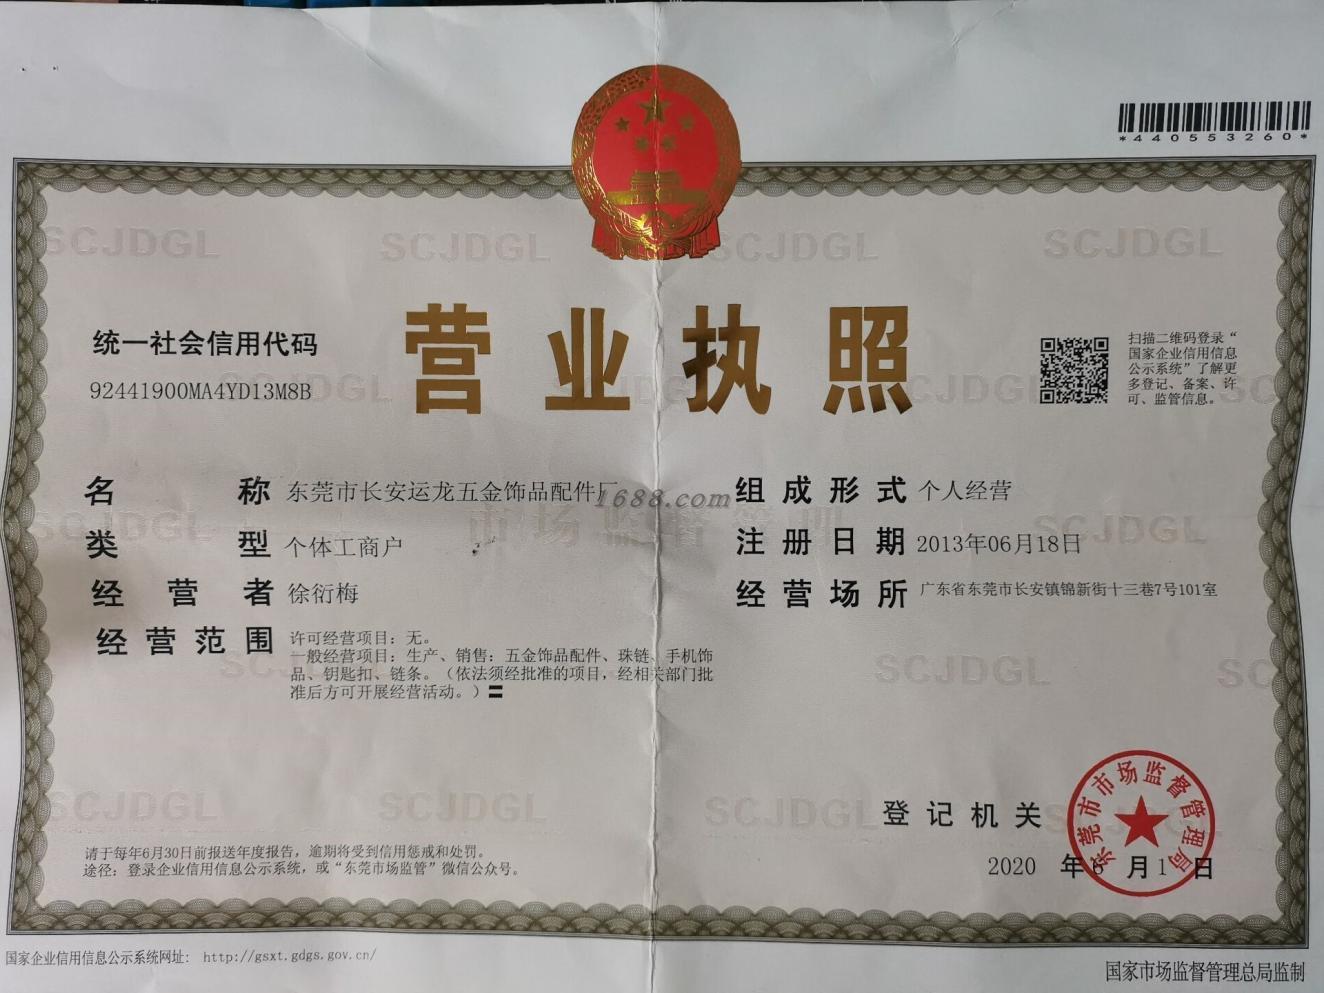 *440553260*
营业执照
统一社会信用代码
92441900MA4YD13M8B
扫描二维码登录“
国家企业信用信息
公示系统”了解更
多登记、备案、许
可、监管信息。
名称 东莞市长安运龙五金饰品配件厂
类型 个体工商户
经营者 徐衍梅
经营范围 许可经营项目：无。
一般经营项目：生产、销售：五金饰品配件、珠链、手机饰
品、钥匙扣、链条。（依法须经批准的项目，经相关部门批
准后方可开展经营活动。）〓
组成形式 个人经营
注册日期 2013年06月18日
经营场所 广东省东莞市长安镇锦新街十三巷7号101室
1688.com
SCJDGL
市场监督管理
登记机关
东莞市市场监督管理局
2020 年 6 月 1 日
请于每年6月30日前报送年度报告，逾期将受到信用惩戒和处罚。
途径：登录企业信用信息公示系统，或“东莞市场监管”微信公众号。
国家企业信用信息公示系统网址：http://gsxt.gdgs.gov.cn/
国家市场监督管理总局监制